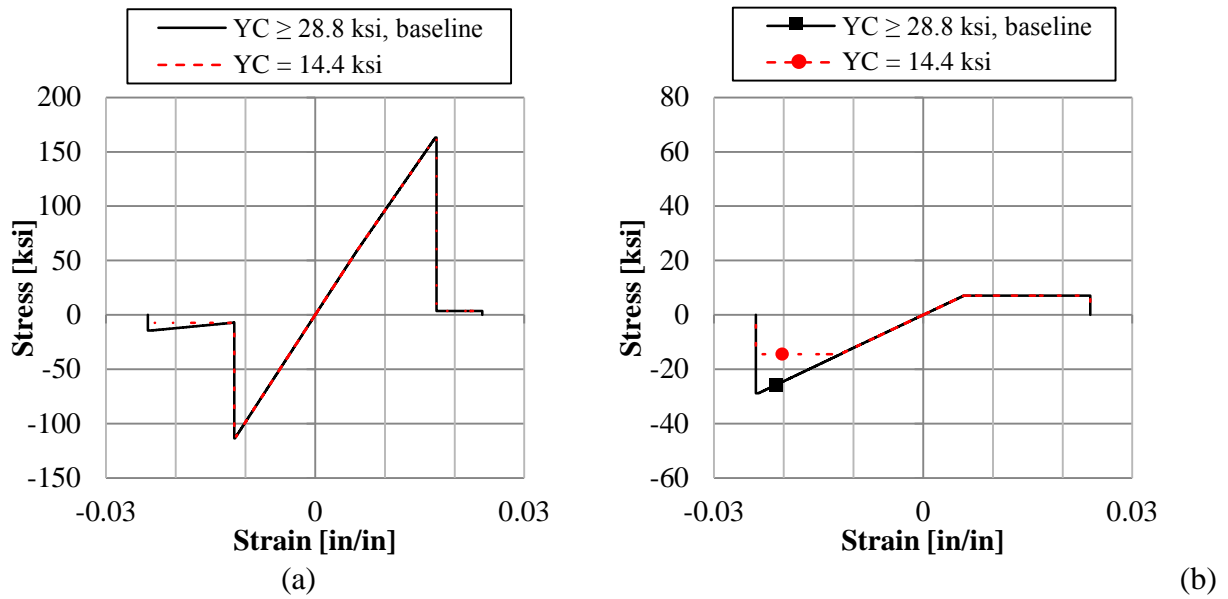 YC ≥ 28.8 ksi, baseline
YC = 14.4 ksi
200
150
100
50
0
-50
-100
-150
Stress [ksi]
-0.03
0
0.03
Strain [in/in]
(a)
YC ≥ 28.8 ksi, baseline
YC = 14.4 ksi
80
60
40
20
0
-20
-40
-60
Stress [ksi]
-0.03
0
0.03
Strain [in/in]
(b)